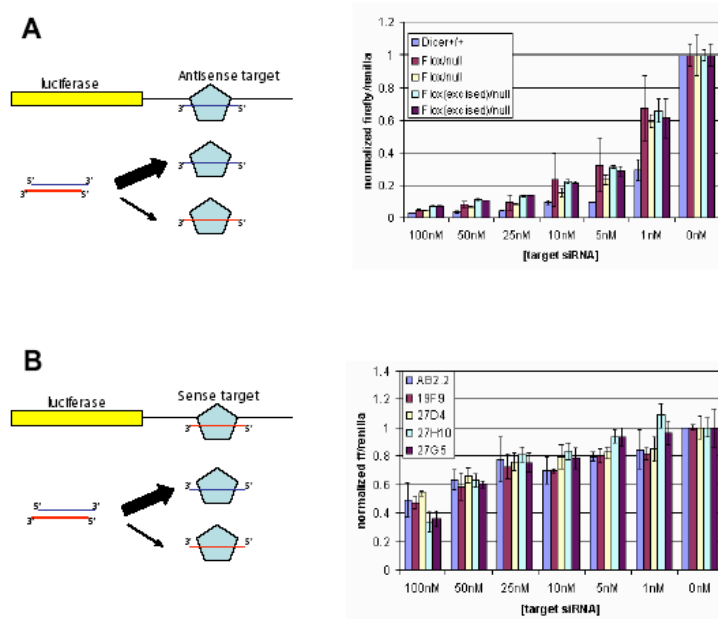 A
luciferase
Antisense target
3' 5'
5' 3'
3' 5'
3' 5'
3' 5'
normalized firefly/renilla
1.2
1
0.8
0.6
0.4
0.2
0
Dicer+/+
Flox/null
Flox/null
Flox(excised)/null
Flox(excised)/null
100nM 50nM 25nM 10nM 5nM 1nM 0nM
[target siRNA]
B
luciferase
Sense target
3' 5'
5' 3'
3' 5'
3' 5'
3' 5'
normalized ff/renilla
1.4
1.2
1
0.8
0.6
0.4
0.2
0
AB2.2
19F9
27D4
27H10
27G5
100nM 50nM 25nM 10nM 5nM 1nM 0nM
[target siRNA]